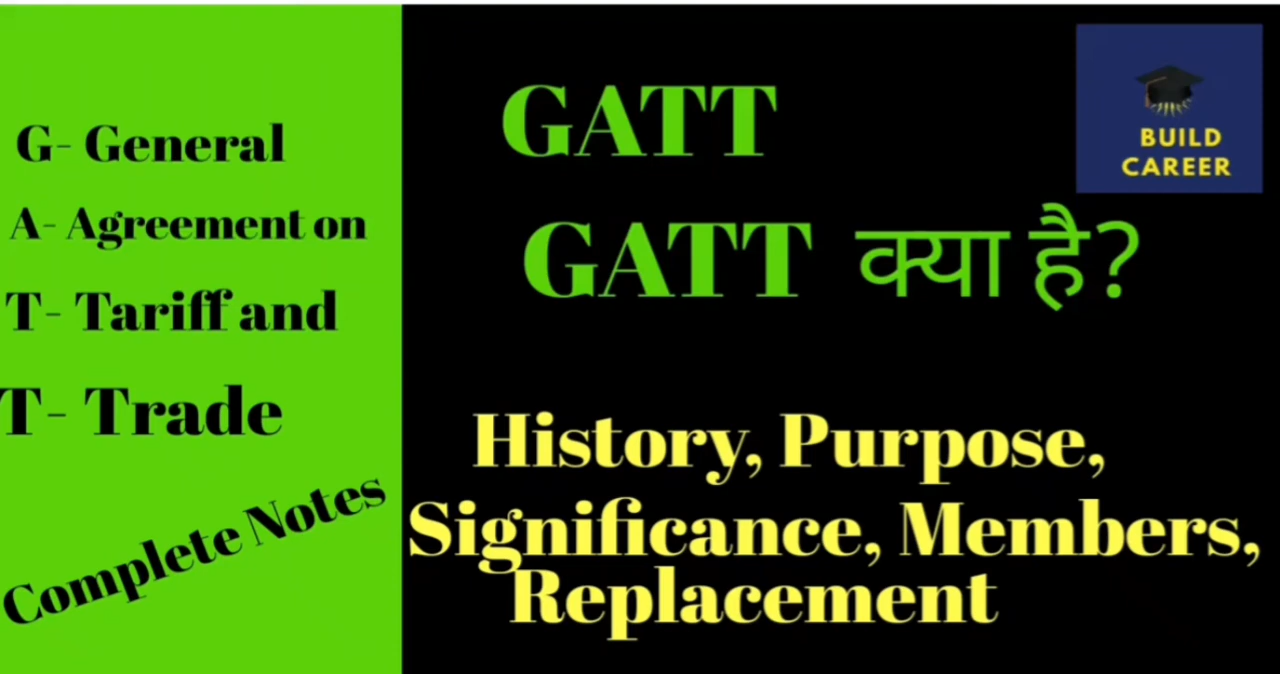 G- General
A- Agreement on
T- Tariff and
T- Trade
Complete Notes
GATT
GATT क्या है?
History, Purpose,
Significance, Members,
Replacement
BUILD
CAREER